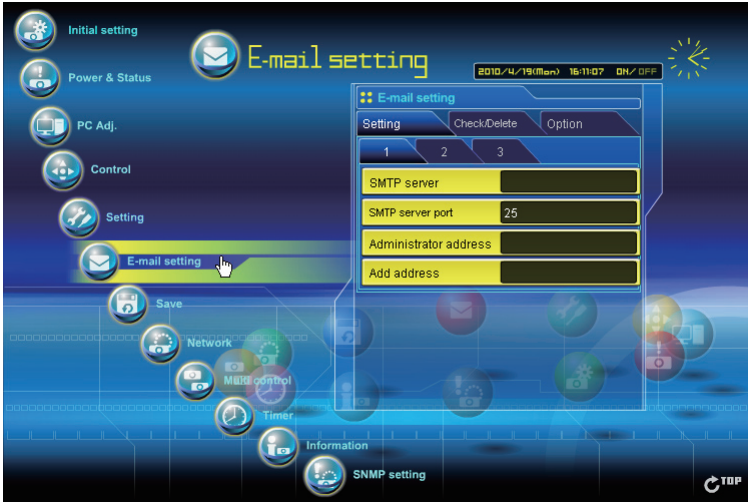 Initial setting
Power & Status
PC Adj.
Control
Setting
E-mail setting
Save
Network
Multi control
Timer
Information
SNMP setting
E-mail setting
2010/4/19(Mon) 16:11:07 ON/OFF
E-mail setting
Setting Check/Delete Option
1 2 3
SMTP server
SMTP server port 25
Administrator address
Add address
TOP